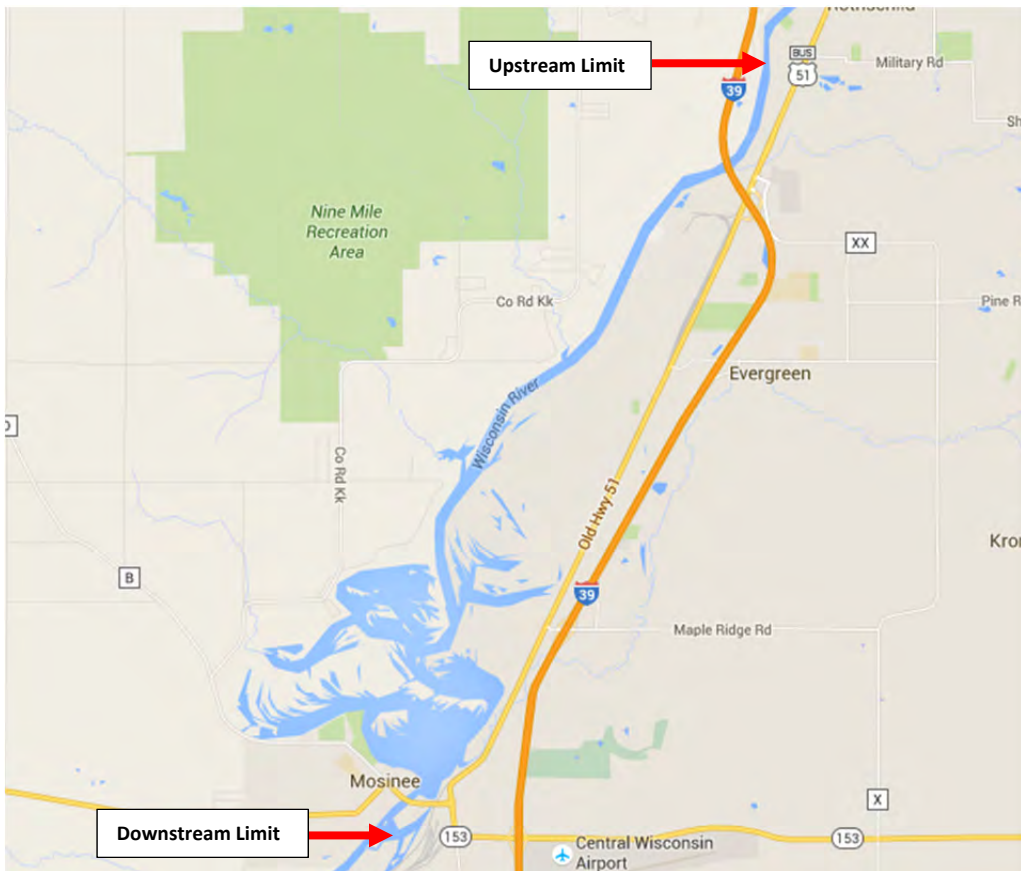 Rothschild
Upstream Limit
BUS
51
Military Rd
39
Nine Mile
Recreation
Area
XX
Co Rd Kk
Pine R
Evergreen
Wisconsin River
Co Rd Kk
Old Hwy 51
Kron
B
39
Maple Ridge Rd
Mosinee
X
Downstream Limit
153
Central Wisconsin
Airport
153